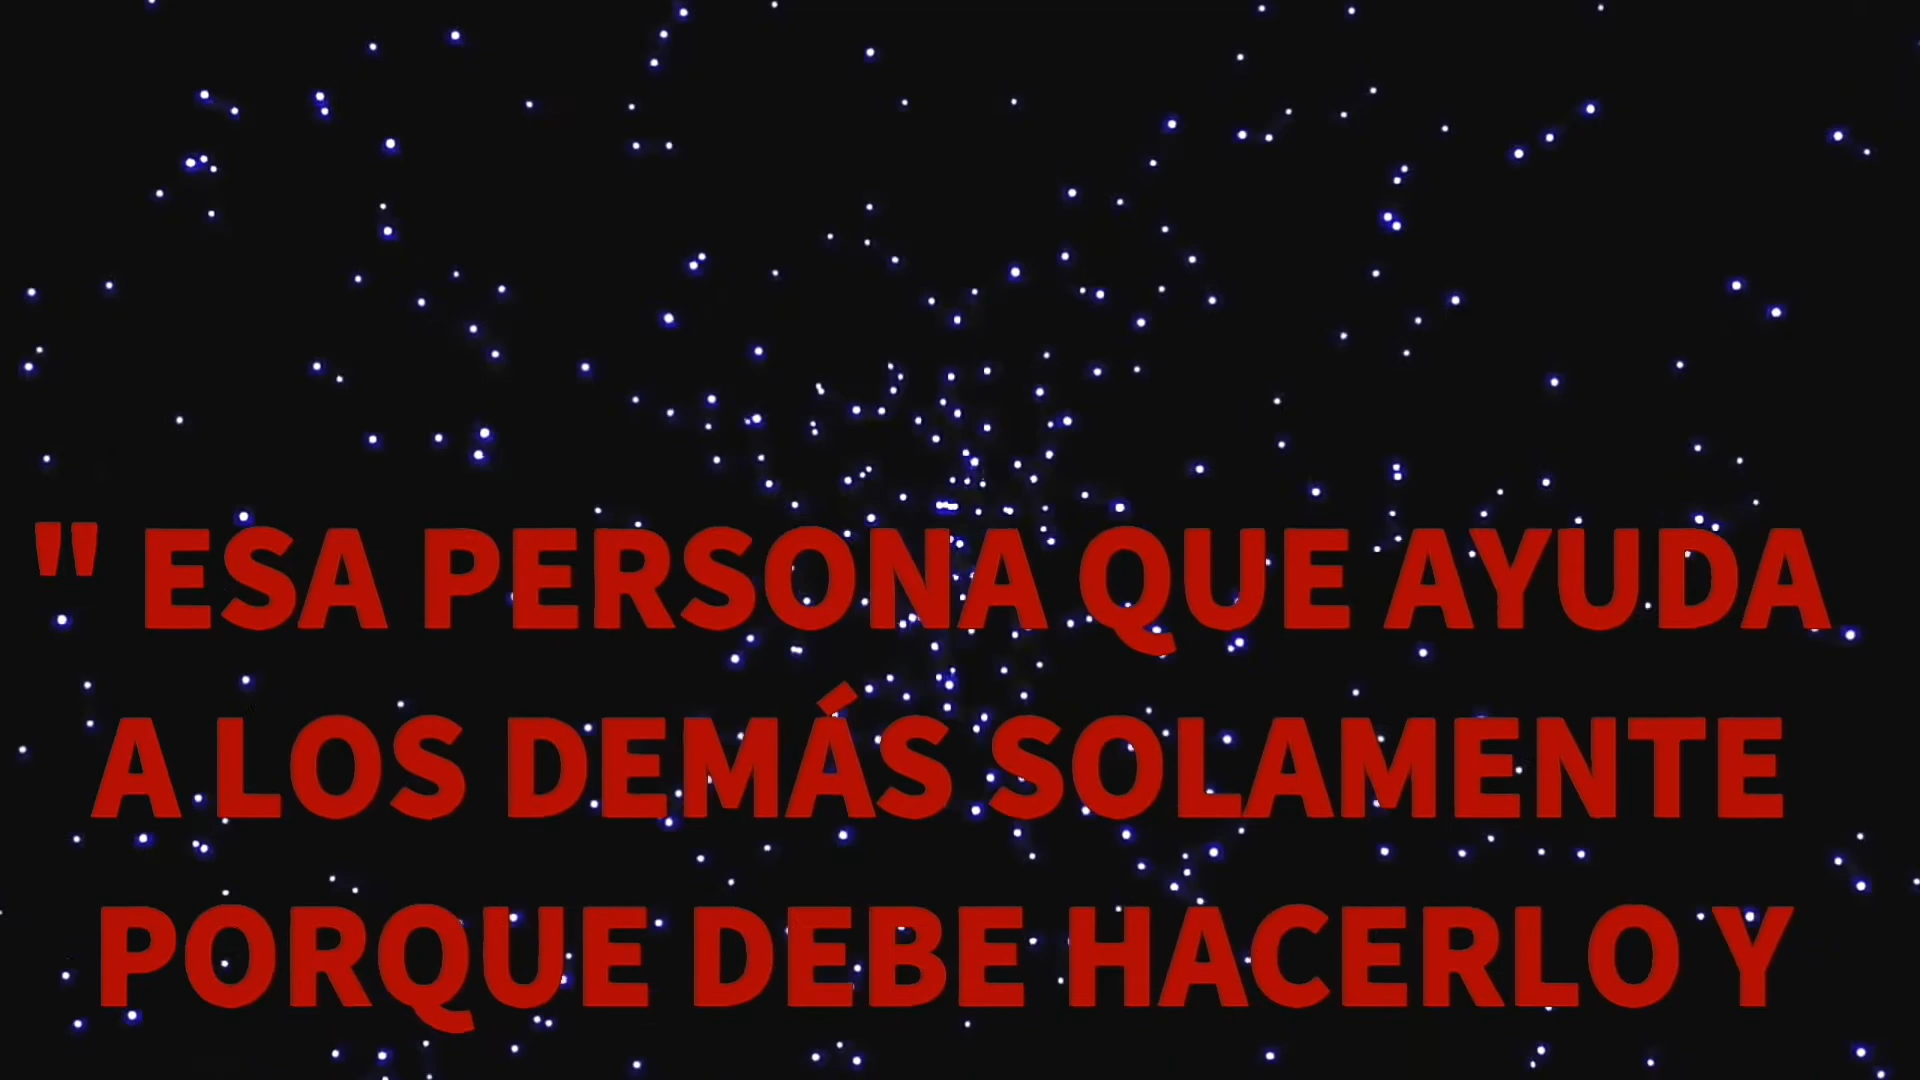 " ESA PERSONA QUE AYUDA
A LOS DEMÁS SOLAMENTE
PORQUE DEBE HACERLO Y